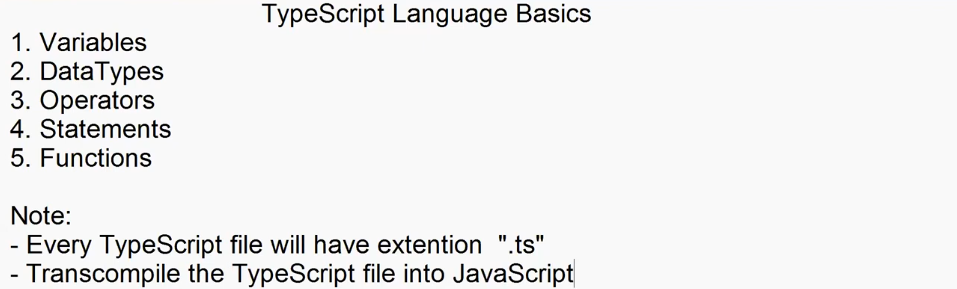 TypeScript Language Basics
1. Variables
2. DataTypes
3. Operators
4. Statements
5. Functions
Note:
- Every TypeScript file will have extention  ".ts"
- Transcompile the TypeScript file into JavaScript